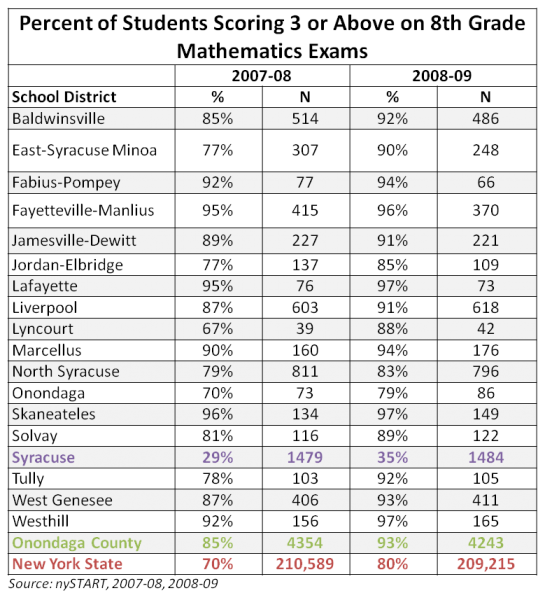 Percent of Students Scoring 3 or Above on 8th Grade
Mathematics Exams
2007-08 2008-09
School District % N % N
Baldwinsville 85% 514 92% 486
East-Syracuse Minoa 77% 307 90% 248
Fabius-Pompey 92% 77 94% 66
Fayetteville-Manlius 95% 415 96% 370
Jamesville-Dewitt 89% 227 91% 221
Jordan-Elbridge 77% 137 85% 109
Lafayette 95% 76 97% 73
Liverpool 87% 603 91% 618
Lyncourt 67% 39 88% 42
Marcellus 90% 160 94% 176
North Syracuse 79% 811 83% 796
Onondaga 70% 73 79% 86
Skaneateles 96% 134 97% 149
Solvay 81% 116 89% 122
Syracuse 29% 1479 35% 1484
Tully 78% 103 92% 105
West Genesee 87% 406 93% 411
Westhill 92% 156 97% 165
Onondaga County 85% 4354 93% 4243
New York State 70% 210,589 80% 209,215
Source: nySTART, 2007-08, 2008-09